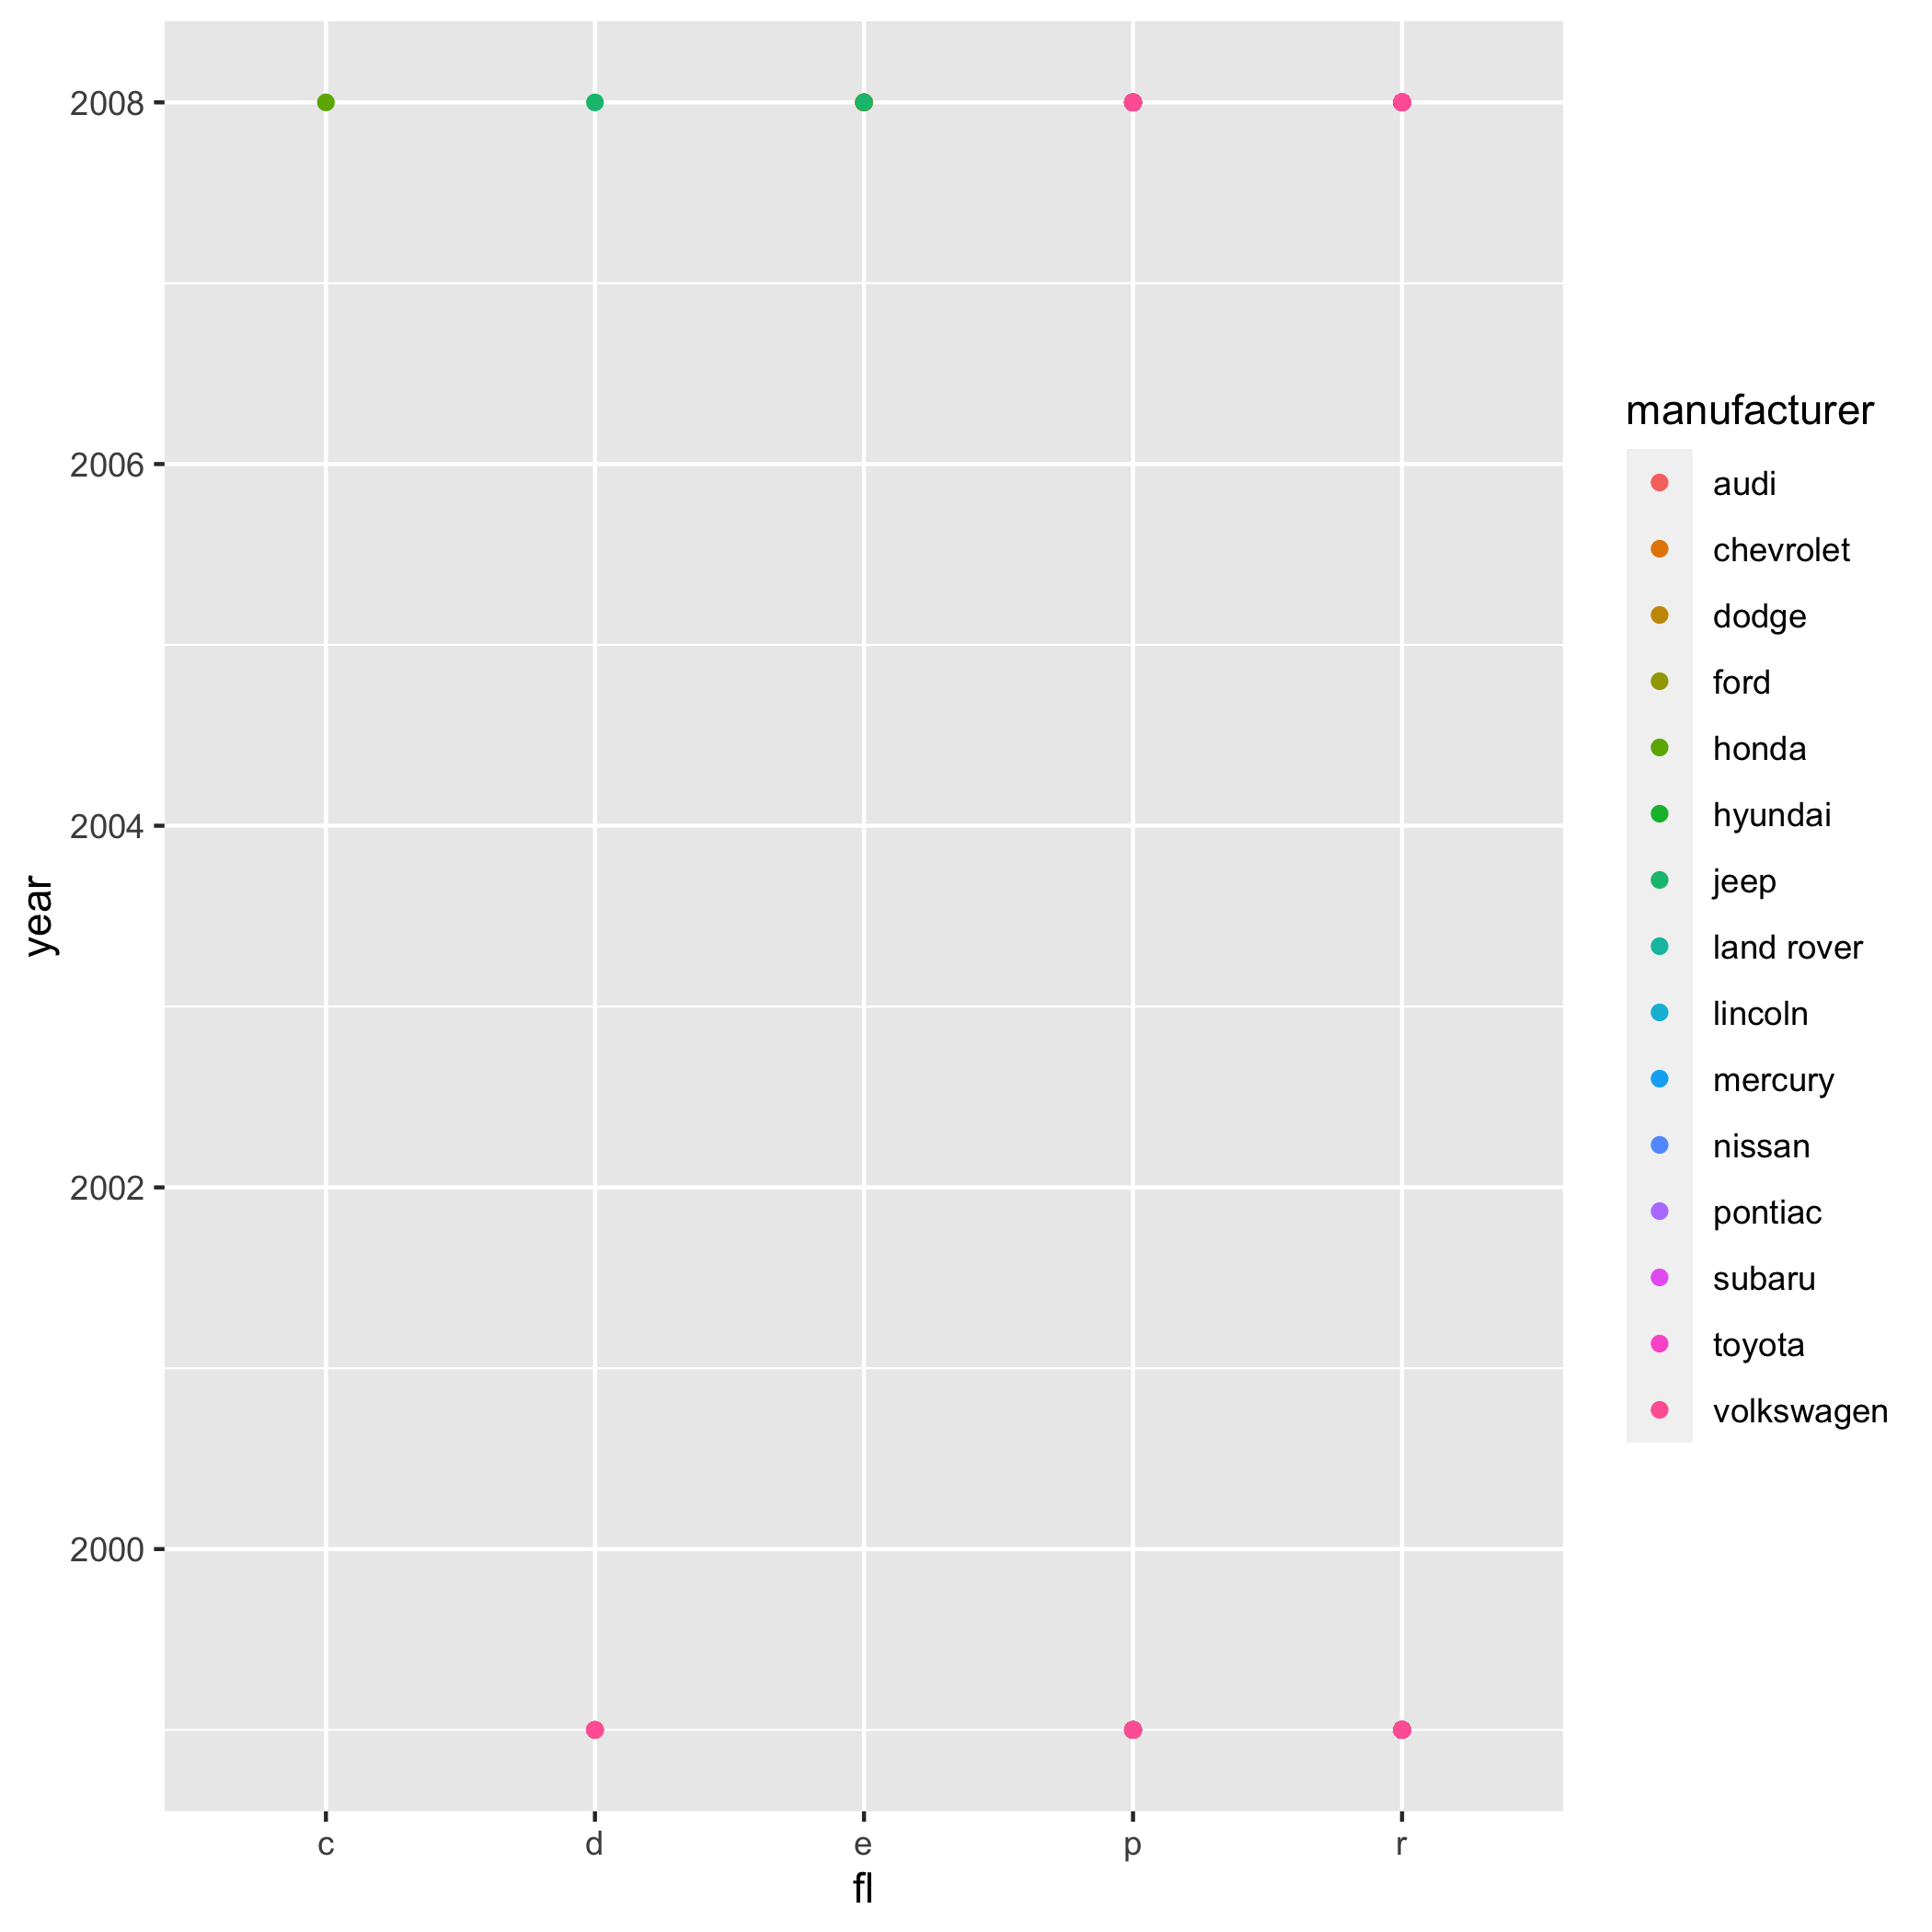 2008
2006
2004
2002
2000
year
c d e p r
fl
manufacturer
audi
chevrolet
dodge
ford
honda
hyundai
jeep
land rover
lincoln
mercury
nissan
pontiac
subaru
toyota
volkswagen